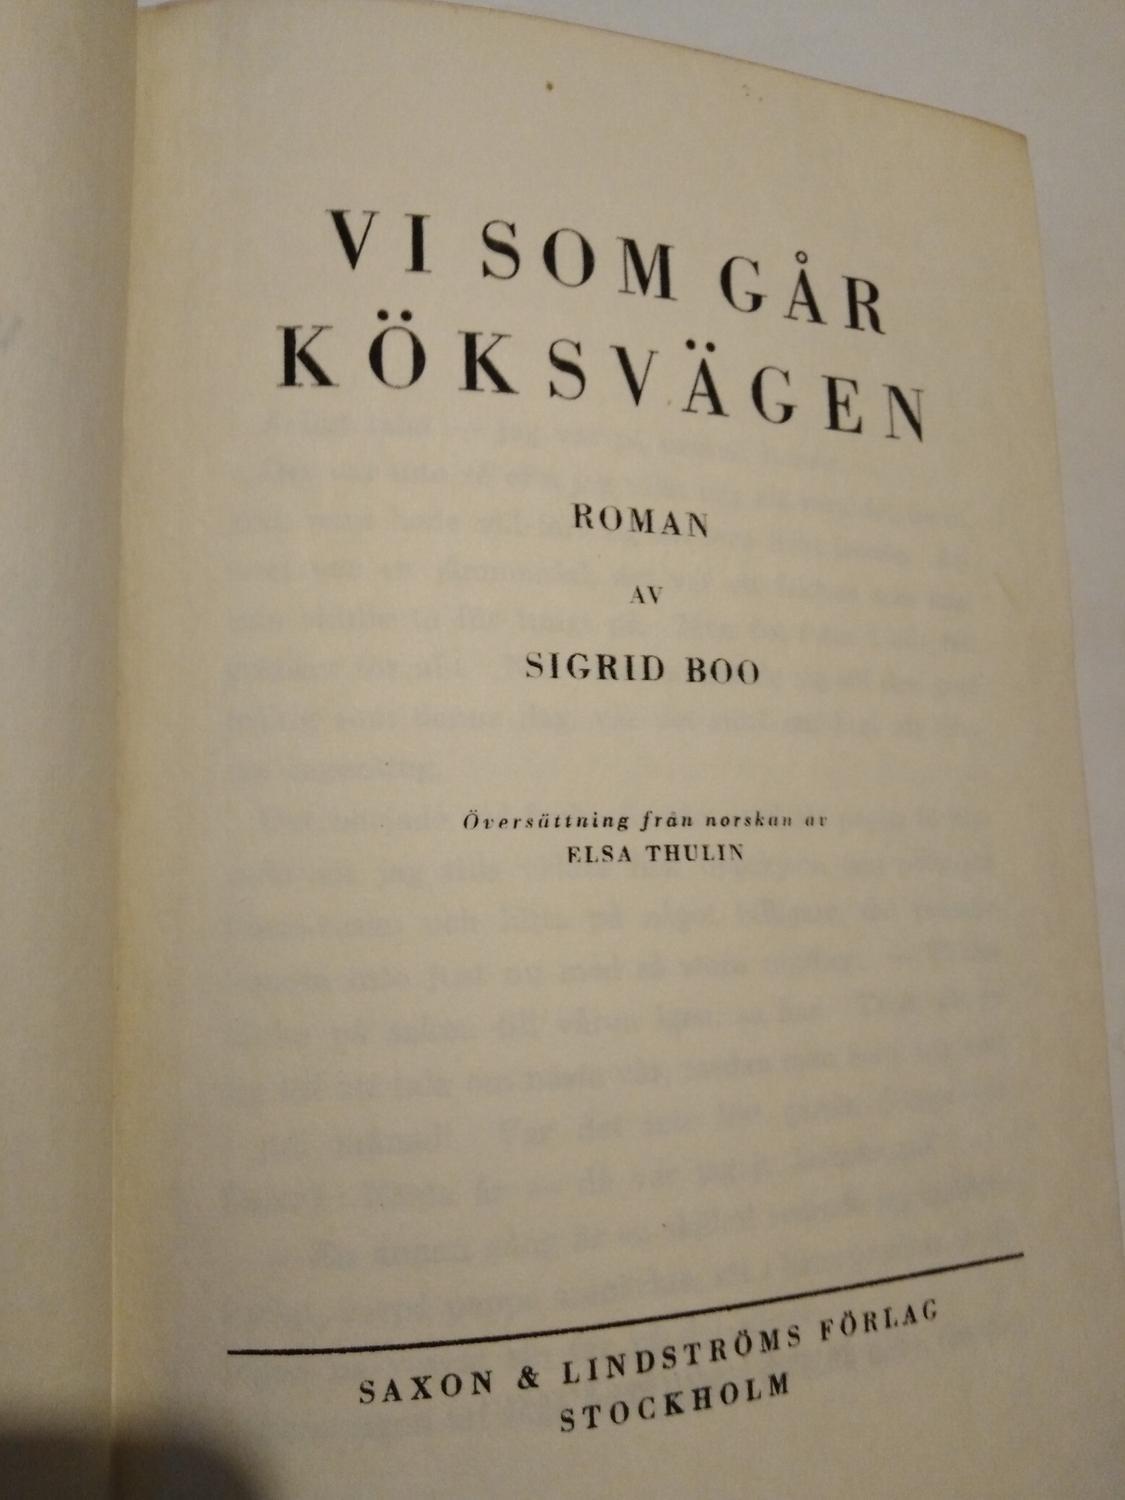 VI SOM GÅR
KÖKSVÄGEN
ROMAN
AV
SIGRID BOO
Översättning från norskan av
ELSA THULIN
SAXON & LINDSTRÖMS FÖRLAG
STOCKHOLM